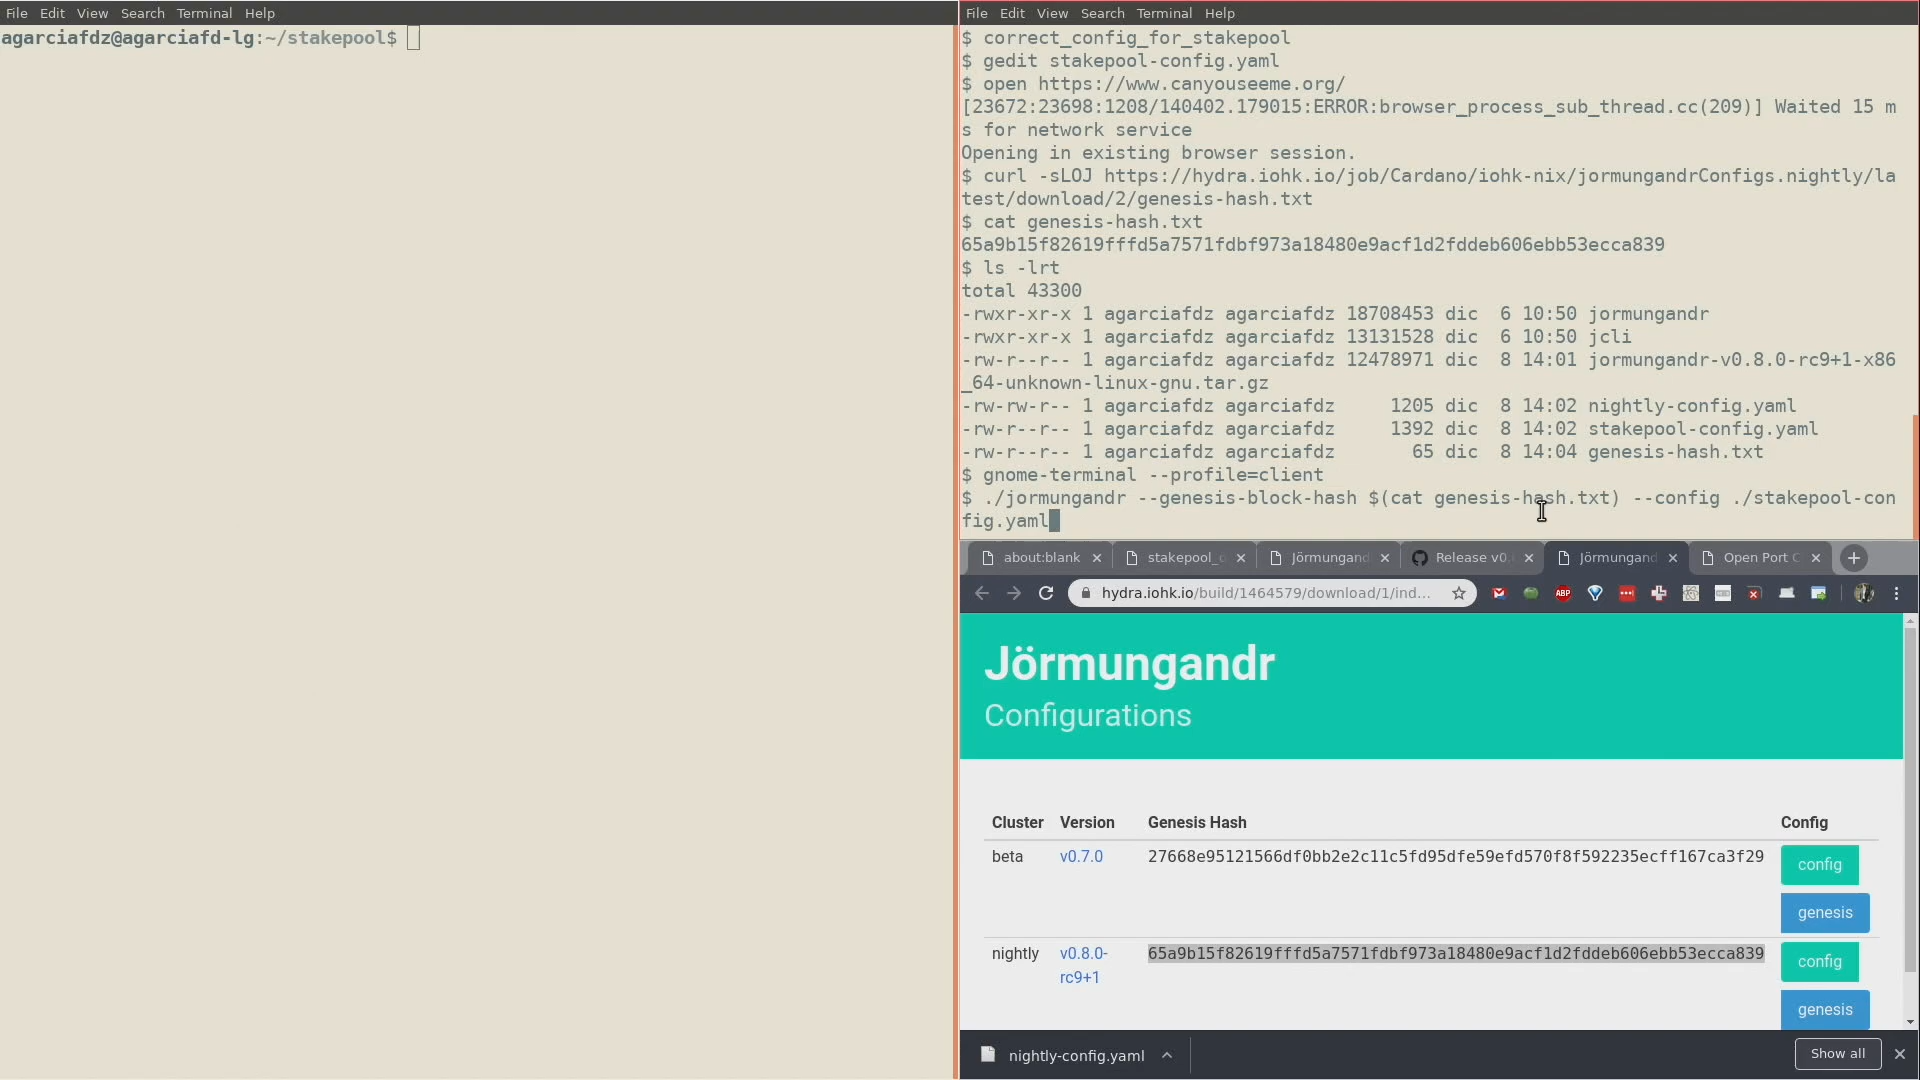 File Edit View Search Terminal Help
agarciafdz@agarciafd-lg:~/stakepool$
File Edit View Search Terminal Help
$ correct_config_for_stakepool
$ gedit stakepool-config.yaml
$ open https://www.canyouseeme.org/
[23672:23698:1208/140402.179015:ERROR:browser_process_sub_thread.cc(209)] Waited 15 m
s for network service
Opening in existing browser session.
$ curl -sLOJ https://hydra.iohk.io/job/Cardano/iohk-nix/jormungandrConfigs.nightly/la
test/download/2/genesis-hash.txt
$ cat genesis-hash.txt
65a9b15f82619fffd5a7571fdbf973a18480e9acf1d2fddeb606ebb53ecca839
$ ls -lrt
total 43300
-rwxr-xr-x 1 agarciafdz agarciafdz 18708453 dic  6 10:50 jormungandr
-rwxr-xr-x 1 agarciafdz agarciafdz 13131528 dic  6 10:50 jcli
-rw-r--r-- 1 agarciafdz agarciafdz 12478971 dic  8 14:01 jormungandr-v0.8.0-rc9+1-x86
_64-unknown-linux-gnu.tar.gz
-rw-rw-r-- 1 agarciafdz agarciafdz     1205 dic  8 14:02 nightly-config.yaml
-rw-r--r-- 1 agarciafdz agarciafdz     1392 dic  8 14:02 stakepool-config.yaml
-rw-r--r-- 1 agarciafdz agarciafdz       65 dic  8 14:04 genesis-hash.txt
$ gnome-terminal --profile=client
$ ./jormungandr --genesis-block-hash $(cat genesis-hash.txt) --config ./stakepool-con
fig.yaml
about:blank stakepool_ Jörmungand Release v0. Jörmungand Open Port C
hydra.iohk.io/build/1464579/download/1/ind... ABP
Jörmungandr
Configurations
Cluster Version Genesis Hash Config
beta v0.7.0 27668e95121566df0bb2e2c11c5fd95dfe59efd570f8f592235ecff167ca3f29 config
genesis
nightly v0.8.0- 65a9b15f82619fffd5a7571fdbf973a18480e9acf1d2fddeb606ebb53ecca839 config
rc9+1
genesis
nightly-config.yaml Show all